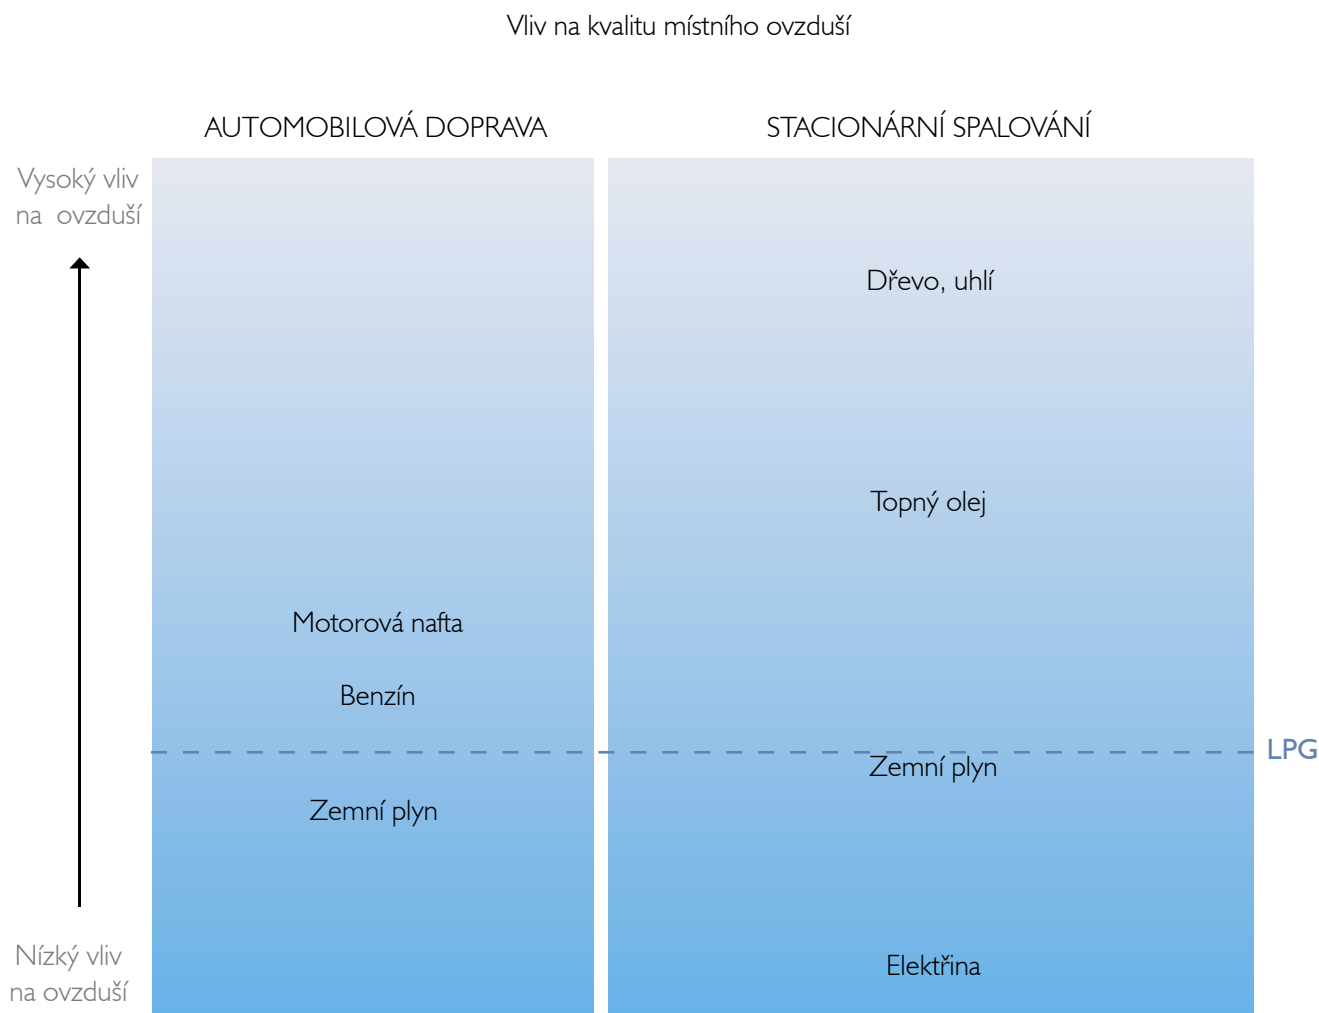 Vliv na kvalitu místního ovzduší
AUTOMOBILOVÁ DOPRAVA
STACIONÁRNÍ SPALOVÁNÍ
Vysoký vliv
na ovzduší
Dřevo, uhlí
Topný olej
Motorová nafta
Benzín
LPG
Zemní plyn
Zemní plyn
Elektřina
Nízký vliv
na ovzduší